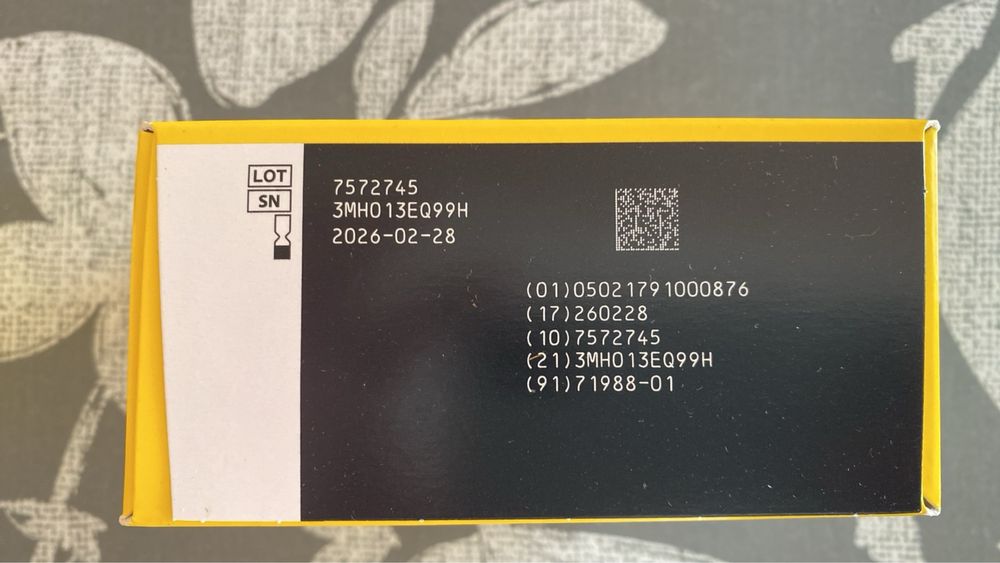 LOT
7572745
SN
3MH013EQ99H
2026-02-28
(01)05021791000876
(17)260228
(10)7572745
(21)3MH013EQ99H
(91)71988-01